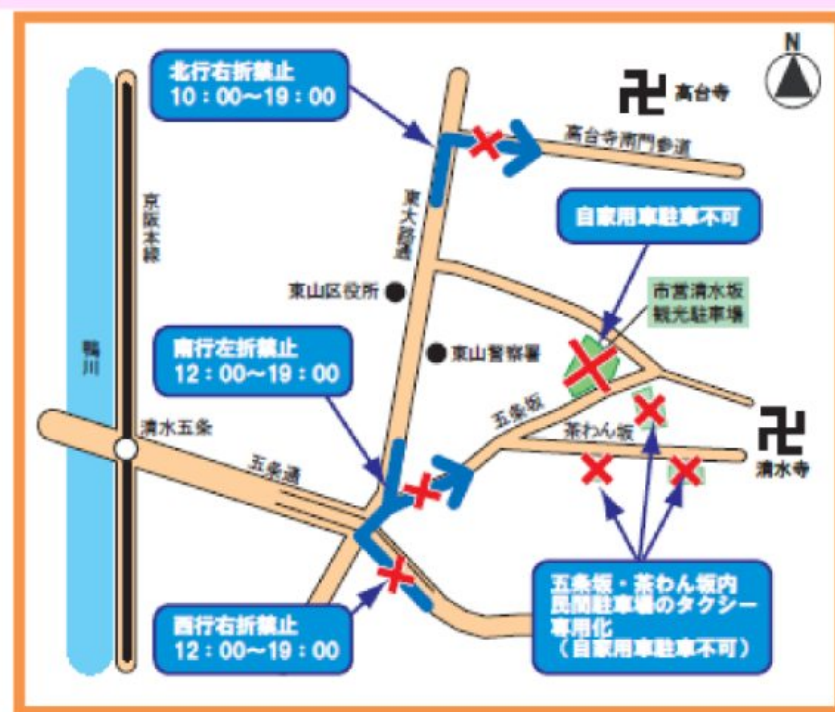 北行右折禁止
10：00～19：00
N
高台寺
高台寺南門参道
京阪本線
東大路通
自家用車駐車不可
東山区役所
市営清水坂
観光駐車場
南行左折禁止
12：00～19：00
東山警察署
鴨川
五条坂
清水五条
茶わん坂
清水寺
五条通
五条坂・茶わん坂内
民間駐車場のタクシー
専用化
（自家用車駐車不可）
西行右折禁止
12：00～19：00